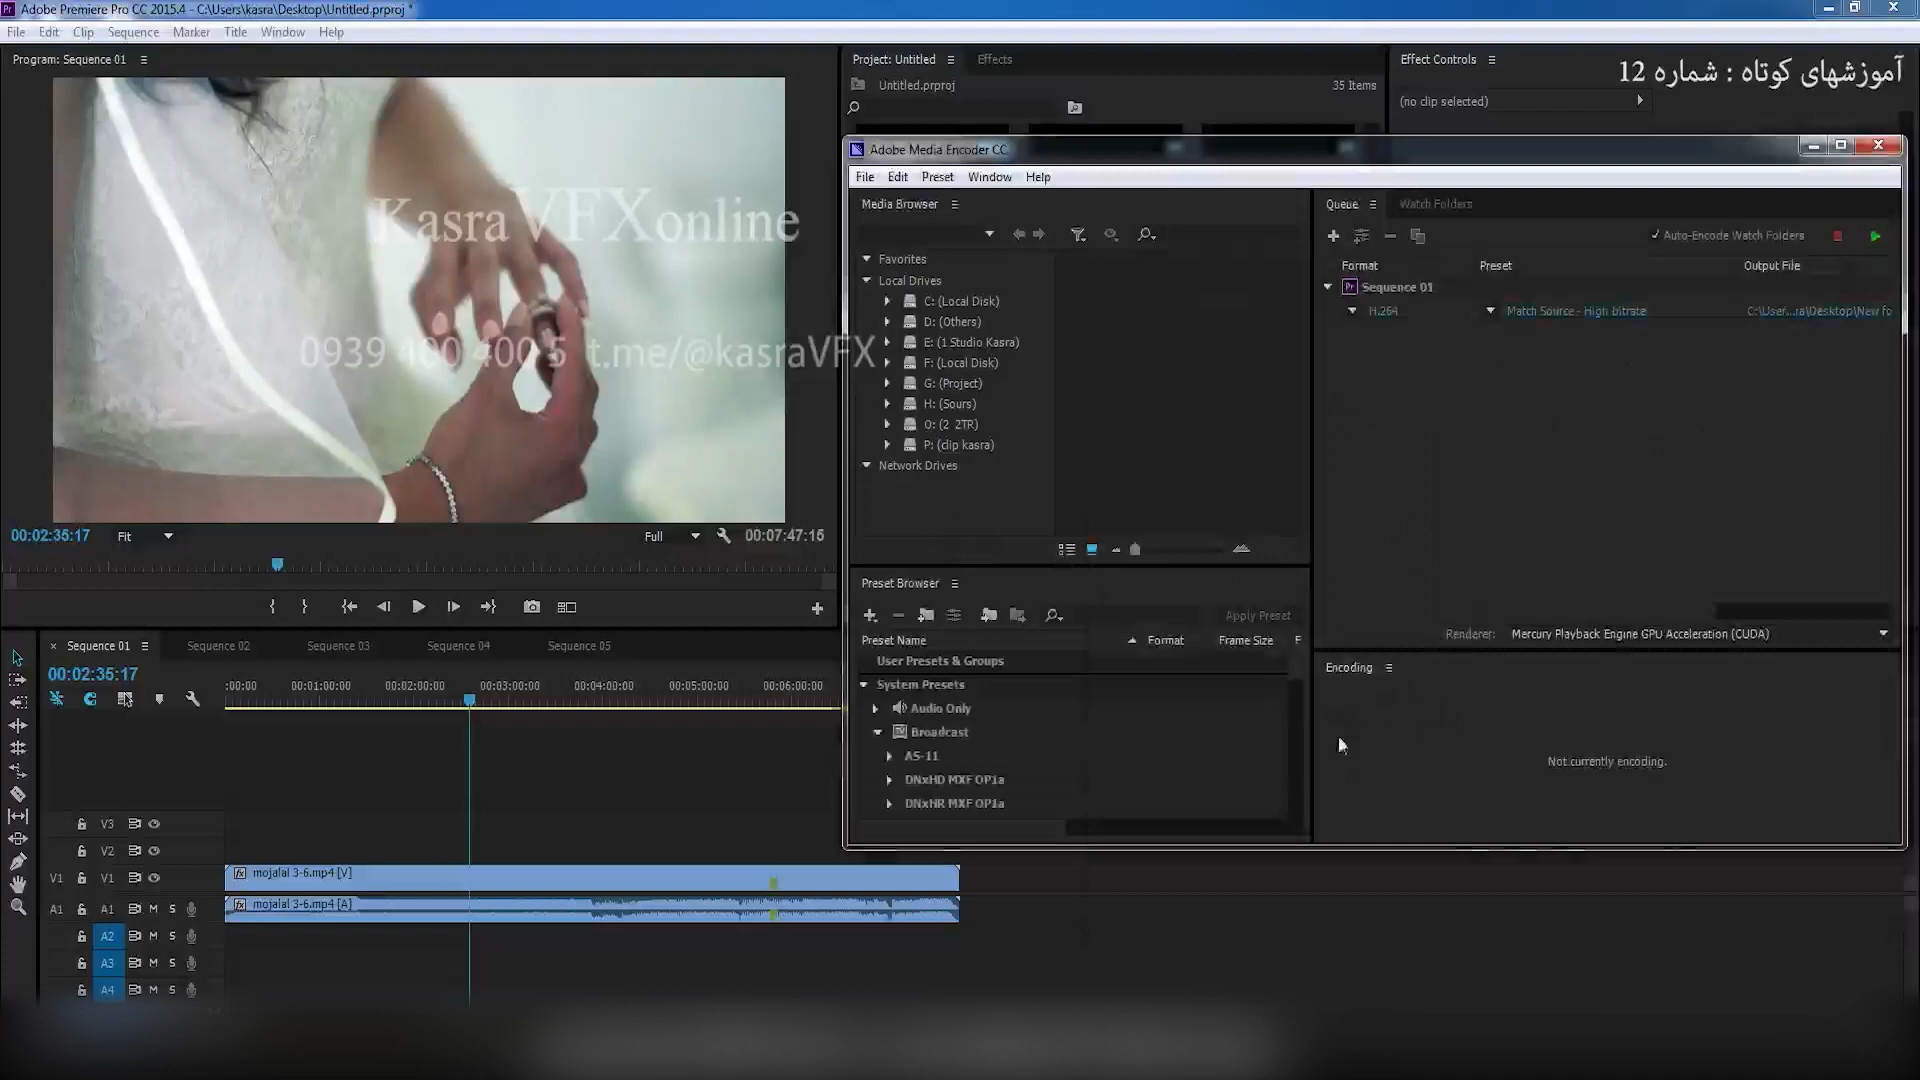 Adobe Premiere Pro CC 2015.4 - C:\Users\kasra\Desktop\Untitled.prproj *
File Edit Clip Sequence Marker Title Window Help
Program: Sequence 01
Project: Untitled Effects
Untitled.prproj
35 Items
Effect Controls
(no clip selected)
آموزشهای کوتاه : شماره 12
KasraVFXonline
0939 400 400 5 t.me/@kasraVFX
00:02:35:17 Fit Full 00:07:47:15
Adobe Media Encoder CC
File Edit Preset Window Help
Media Browser
Favorites
Local Drives
C: (Local Disk)
D: (Others)
E: (1 Studio Kasra)
F: (Local Disk)
G: (Project)
H: (Sours)
O: (2 2TR)
P: (clip kasra)
Network Drives
Queue Watch Folders
Auto-Encode Watch Folders
Format Preset Output File
Pr Sequence 01
H.264 Match Source - High bitrate C:\User...ra\Desktop\New fo
Renderer: Mercury Playback Engine GPU Acceleration (CUDA)
Preset Browser
Apply Preset
Preset Name Format Frame Size F
User Presets & Groups
System Presets
Audio Only
Broadcast
AS-11
DNxHD MXF OP1a
DNxHR MXF OP1a
Encoding
Not currently encoding.
Sequence 01 Sequence 02 Sequence 03 Sequence 04 Sequence 05
00:02:35:17
:00:00 00:01:00:00 00:02:00:00 00:03:00:00 00:04:00:00 00:05:00:00 00:06:00:00
V3
V2
V1 V1 mojalal 3-6.mp4 [V]
A1 A1 M S mojalal 3-6.mp4 [A]
A2 M S
A3 M S
A4 M S